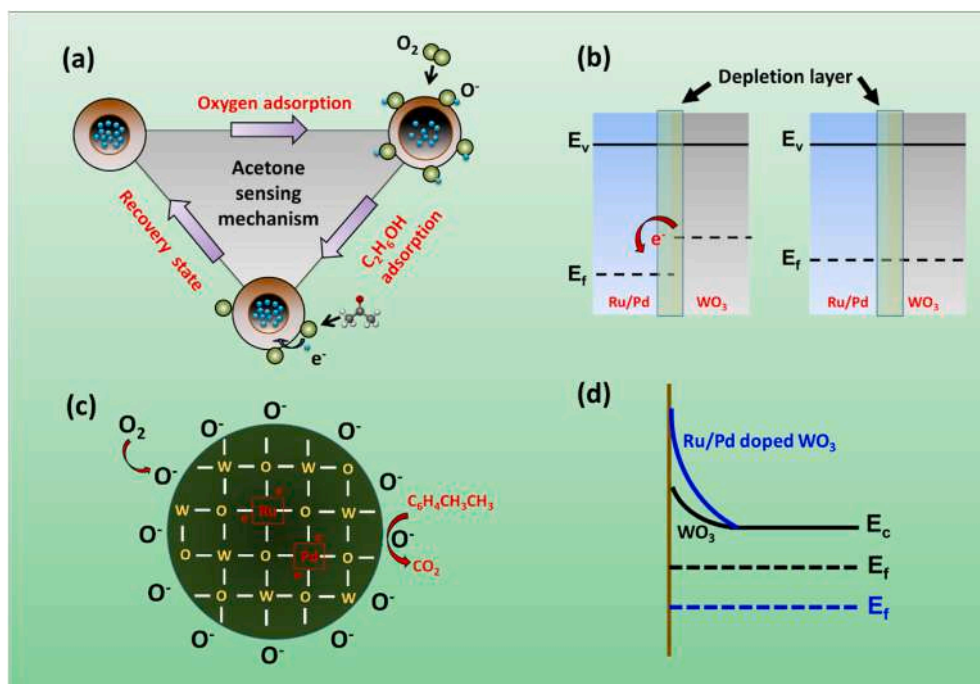 (a)
O2
O-
Oxygen adsorption
Acetone
sensing
mechanism
Recovery state
C2H6OH
adsorption
e-
(b)
Depletion layer
Ev
Ev
e-
Ef
Ef
Ru/Pd
WO3
Ru/Pd
WO3
(c)
O2
O-
O-
O-
O-
O-
O-
O-
O-
O-
O-
O-
O-
O-
W O W O
W Ru O W
O W O Pd O
W O W O W
C6H4CH3CH3
CO2
(d)
Ru/Pd doped WO3
WO3
Ec
Ef
Ef